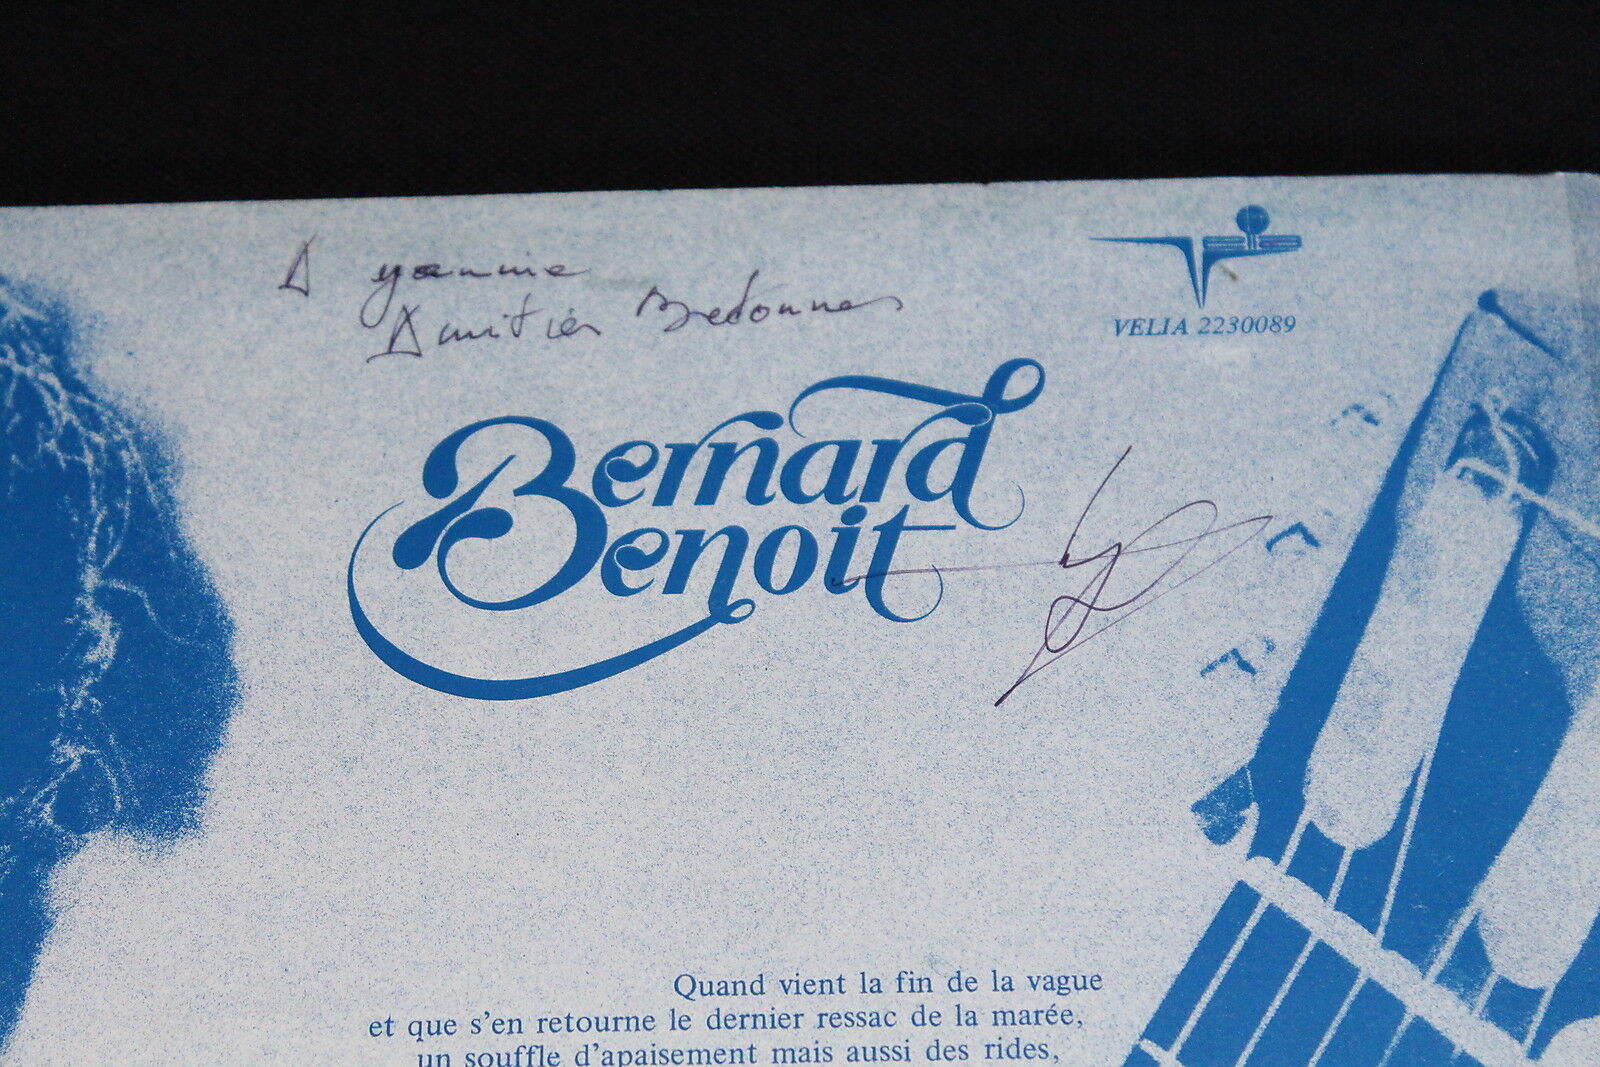 A yannie
Amitiés Bretonnes
VELIA 2230089
Bernard
Benoit
Quand vient la fin de la vague
et que s'en retourne le dernier ressac de la marée,
un souffle d'apaisement mais aussi des rides,